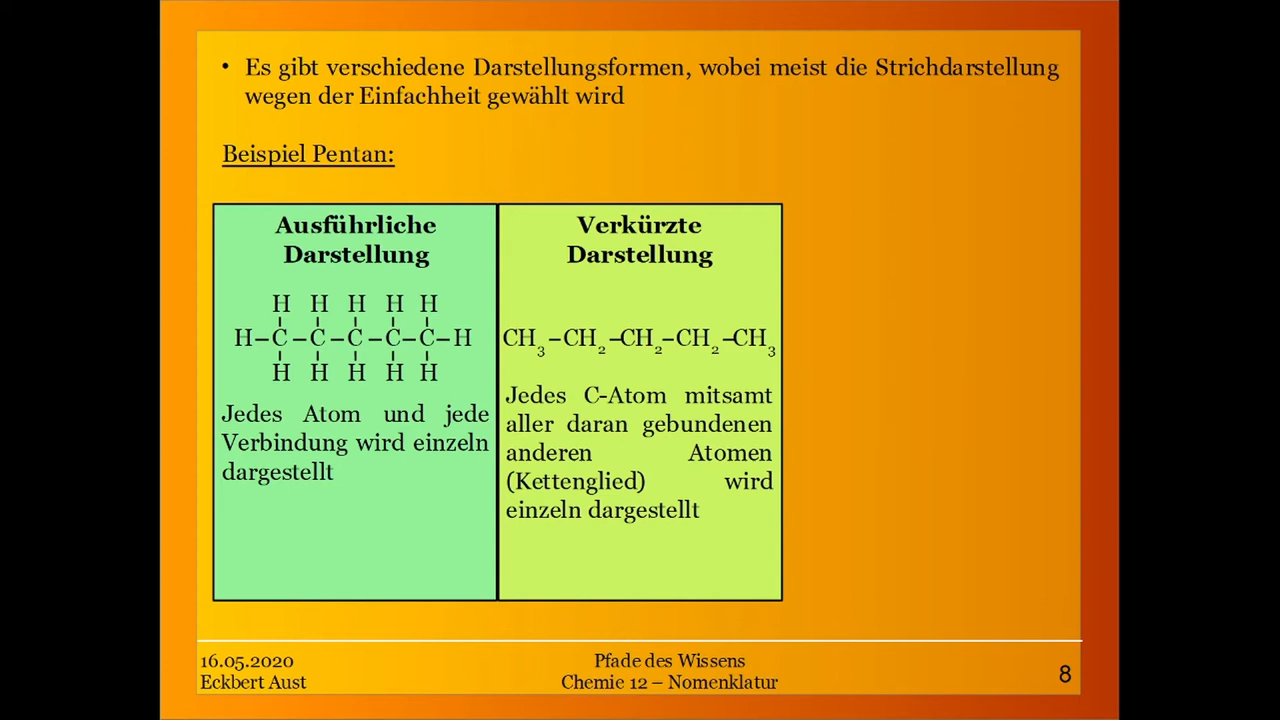 • Es gibt verschiedene Darstellungsformen, wobei meist die Strichdarstellung
wegen der Einfachheit gewählt wird
Beispiel Pentan:
Ausführliche
Darstellung
H H H H H
H–C–C–C–C–C–H
H H H H H
Jedes Atom und jede
Verbindung wird einzeln
dargestellt
Verkürzte
Darstellung
CH₃–CH₂–CH₂–CH₂–CH₃
Jedes C-Atom mitsamt
aller daran gebundenen
anderen Atomen
(Kettenglied) wird
einzeln dargestellt
16.05.2020
Eckbert Aust
Pfade des Wissens
Chemie 12 – Nomenklatur
8